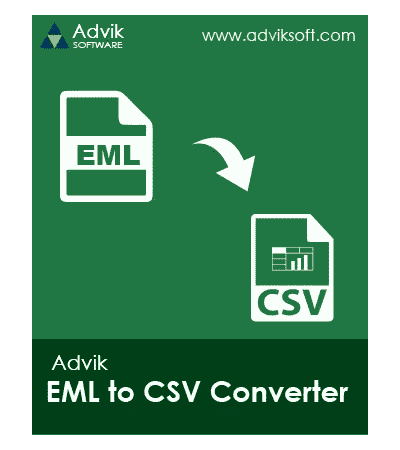 Advik
SOFTWARE
www.adviksoft.com
EML
CSV
Advik
EML to CSV Converter